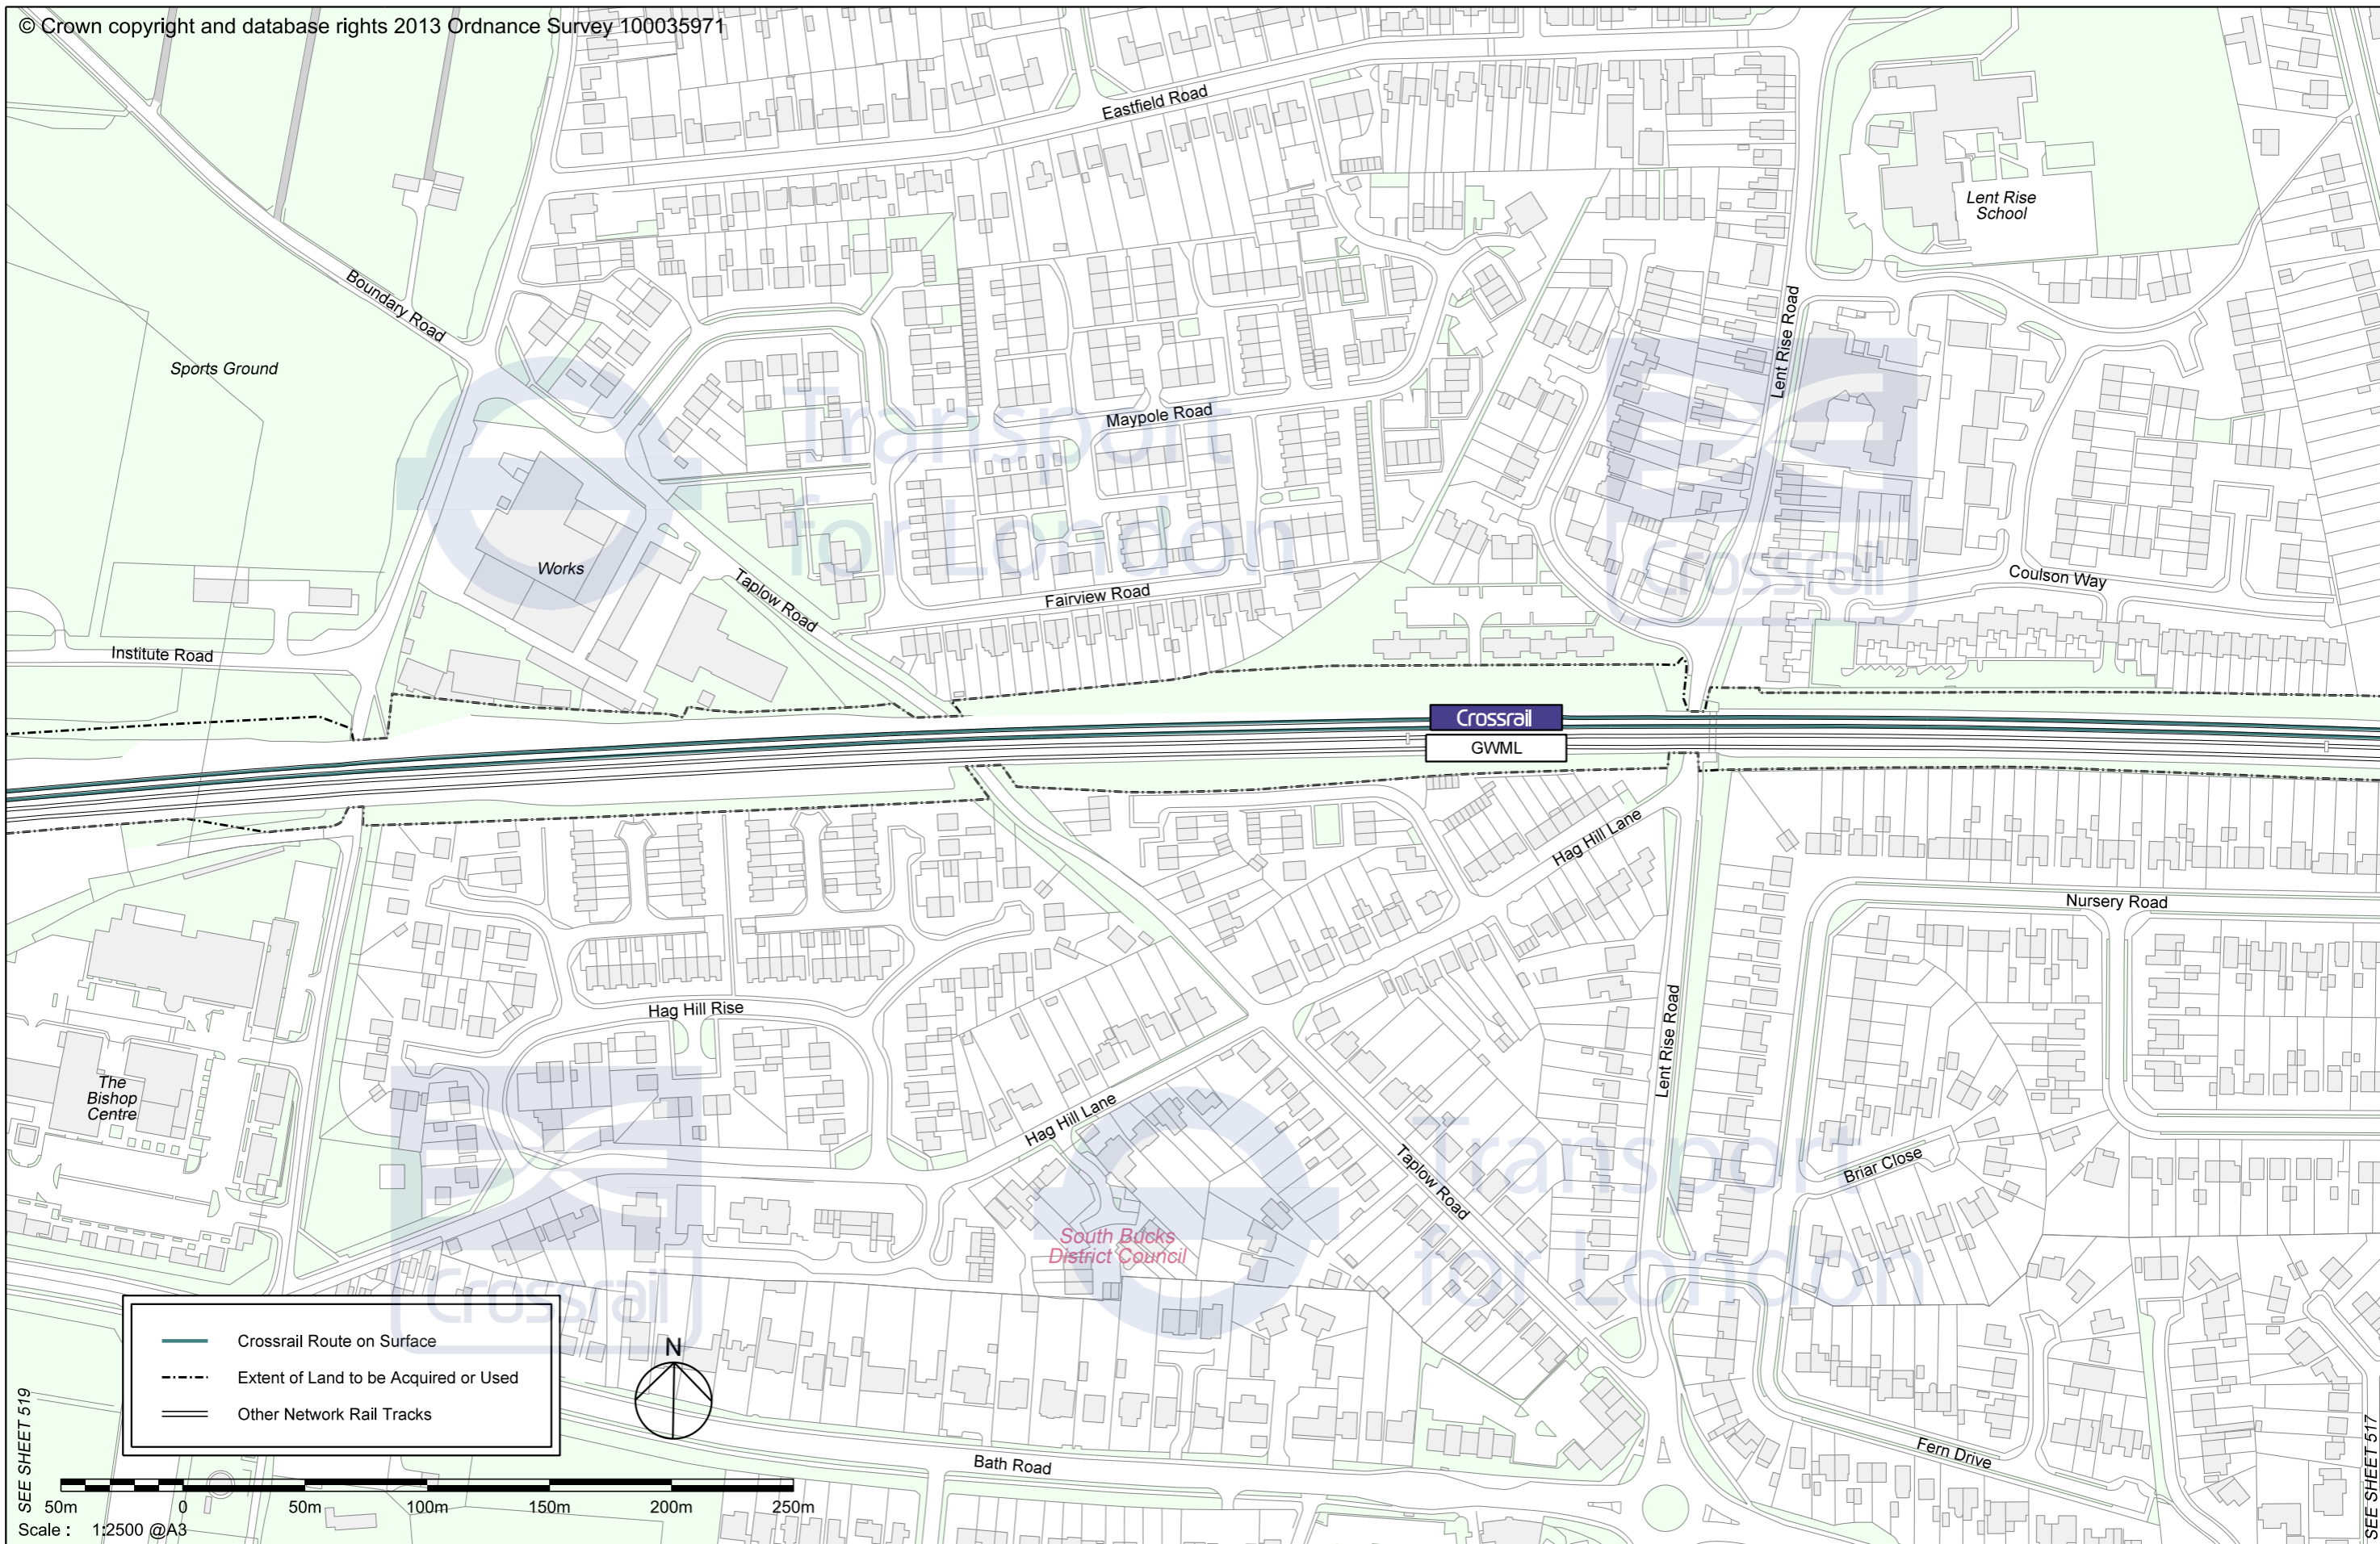 © Crown copyright and database rights 2013 Ordnance Survey 100035971
Eastfield Road
Lent Rise
School
Boundary Road
Lent Rise Road
Sports Ground
Transport
for London
Maypole Road
Crossrail
Works
Taplow Road
Fairview Road
Coulson Way
Institute Road
Crossrail
GWML
Hag Hill Lane
Nursery Road
Hag Hill Rise
Lent Rise Road
The
Bishop
Centre
Hag Hill Lane
Taplow Road
Briar Close
Transport
for London
South Bucks
District Council
Crossrail
Crossrail Route on Surface
Extent of Land to be Acquired or Used
Other Network Rail Tracks
N
Bath Road
Fern Drive
SEE SHEET 519
SEE SHEET 517
50m 0 50m 100m 150m 200m 250m
Scale : 1:2500 @A3